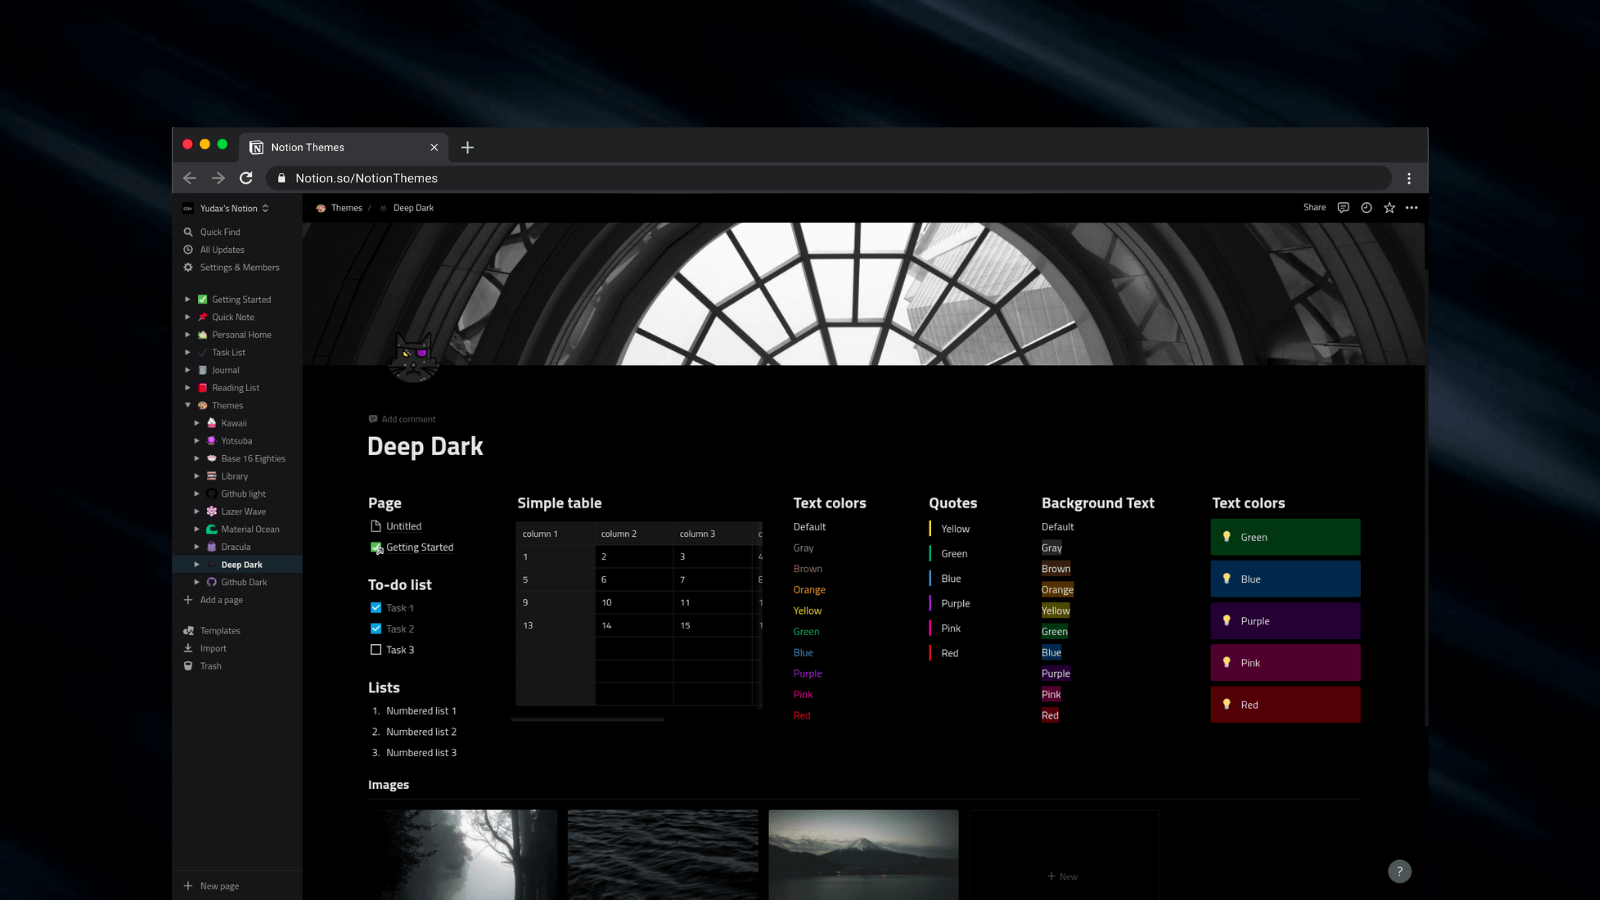 Notion Themes
Notion.so/NotionThemes
Yudax's Notion
Quick Find
All Updates
Settings & Members
Getting Started
Quick Note
Personal Home
Task List
Journal
Reading List
Themes
Kawaii
Yotsuba
Base 16 Eighties
Library
Github light
Lazer Wave
Material Ocean
Dracula
Deep Dark
Github Dark
Add a page
Templates
Import
Trash
New page
Themes / Deep Dark
Share
Add comment
Deep Dark
Page
Untitled
Getting Started
To-do list
Task 1
Task 2
Task 3
Lists
1. Numbered list 1
2. Numbered list 2
3. Numbered list 3
Simple table
column 1 column 2 column 3 c
1 2 3 4
5 6 7 8
9 10 11 1
13 14 15 1
Text colors
Default
Gray
Brown
Orange
Yellow
Green
Blue
Purple
Pink
Red
Quotes
Yellow
Green
Blue
Purple
Pink
Red
Background Text
Default
Gray
Brown
Orange
Yellow
Green
Blue
Purple
Pink
Red
Text colors
Green
Blue
Purple
Pink
Red
Images
New
?